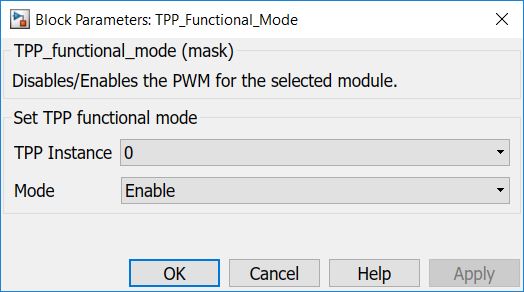 Block Parameters: TPP_Functional_Mode
TPP_functional_mode (mask)
Disables/Enables the PWM for the selected module.
Set TPP functional mode
TPP Instance 0
Mode Enable
OK Cancel Help Apply